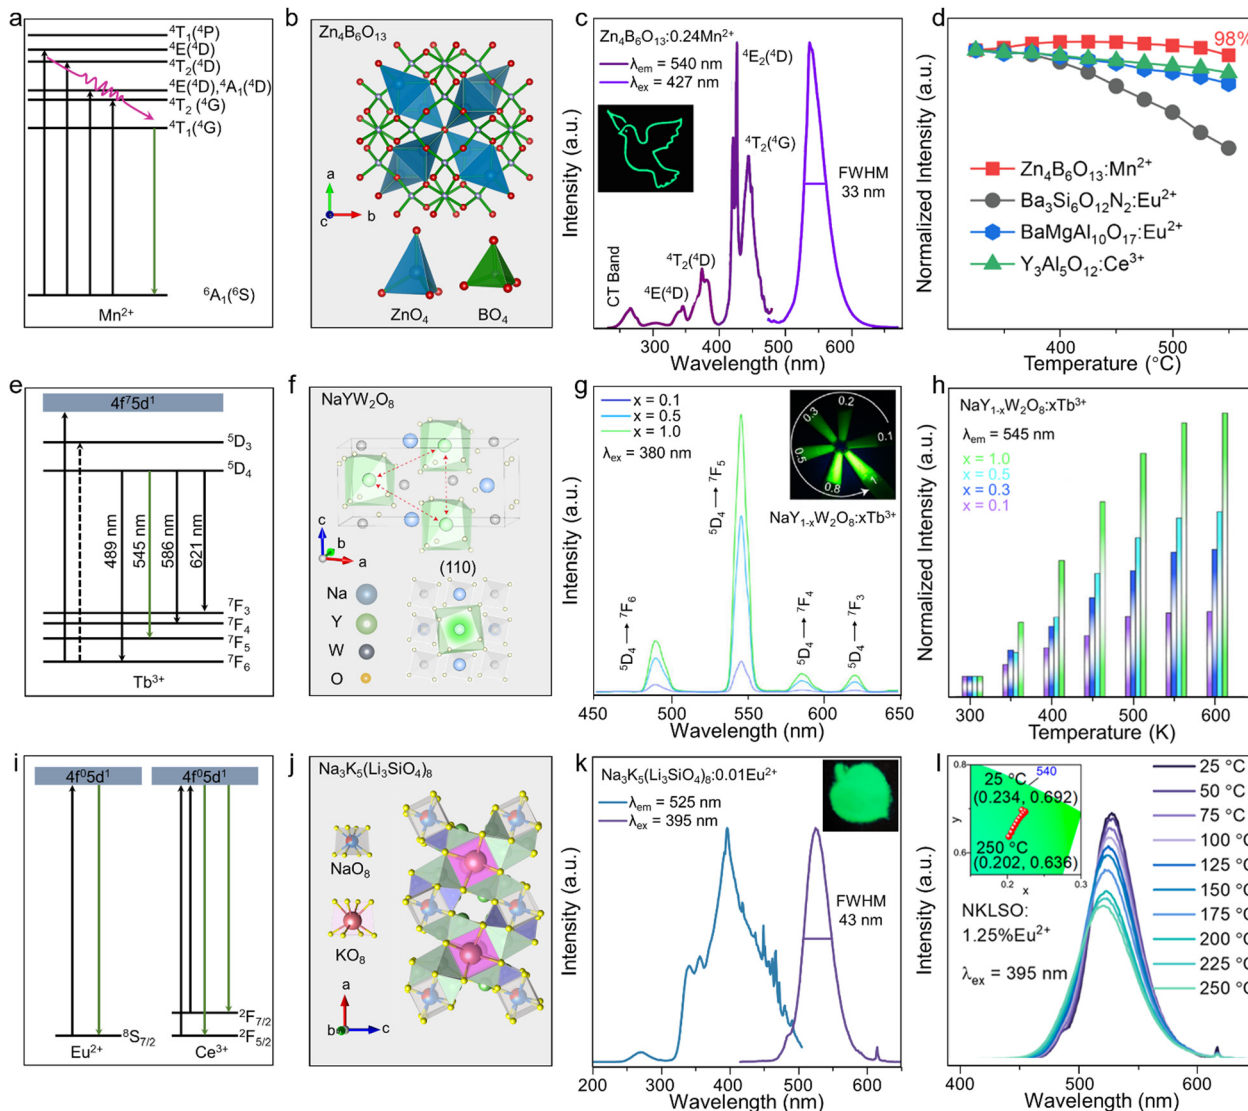 a
⁴T₁(⁴P)
⁴E(⁴D)
⁴T₂(⁴D)
⁴E(⁴D),⁴A₁(⁴D)
⁴T₂ (⁴G)
⁴T₁(⁴G)
⁶A₁(⁶S)
Mn²⁺
b
Zn₄B₆O₁₃
a
b
c
ZnO₄
BO₄
c
Zn₄B₆O₁₃:0.24Mn²⁺
λem = 540 nm
λex = 427 nm
⁴E₂(⁴D)
⁴T₂(⁴G)
⁴T₂(⁴D)
⁴E(⁴D)
CT Band
FWHM
33 nm
Intensity (a.u.)
300 400 500 600
Wavelength (nm)
d
98%
Zn₄B₆O₁₃:Mn²⁺
Ba₃Si₆O₁₂N₂:Eu²⁺
BaMgAl₁₀O₁₇:Eu²⁺
Y₃Al₅O₁₂:Ce³⁺
Normalized Intensity (a.u.)
400 500
Temperature (°C)
e
4f⁷5d¹
⁵D₃
⁵D₄
489 nm
545 nm
586 nm
621 nm
⁷F₃
⁷F₄
⁷F₅
⁷F₆
Tb³⁺
f
NaYW₂O₈
c
b
a
(110)
Na
Y
W
O
g
x = 0.1
x = 0.5
x = 1.0
λex = 380 nm
0.3
0.2
0.1
0.5
0.8
1
NaY₁₋ₓW₂O₈:xTb³⁺
⁵D₄ → ⁷F₆
⁵D₄ → ⁷F₅
⁵D₄ → ⁷F₄
⁵D₄ → ⁷F₃
Intensity (a.u.)
450 500 550 600 650
Wavelength (nm)
h
NaY₁₋ₓW₂O₈:xTb³⁺
λem = 545 nm
x = 1.0
x = 0.5
x = 0.3
x = 0.1
Normalized Intensity (a.u.)
300 400 500 600
Temperature (K)
i
4f⁰5d¹
4f⁰5d¹
²F₇/₂
⁸S₇/₂
²F₅/₂
Eu²⁺
Ce³⁺
j
Na₃K₅(Li₃SiO₄)₈
NaO₈
KO₈
a
b
c
k
Na₃K₅(Li₃SiO₄)₈:0.01Eu²⁺
λem = 525 nm
λex = 395 nm
FWHM
43 nm
Intensity (a.u.)
200 300 400 500 600
Wavelength (nm)
l
0.8
0.6
y
25 °C
540
(0.234, 0.692)
250 °C
(0.202, 0.636)
0.2 0.3
x
NKLSO:
1.25%Eu²⁺
λex = 395 nm
25 °C
50 °C
75 °C
100 °C
125 °C
150 °C
175 °C
200 °C
225 °C
250 °C
Intensity (a.u.)
400 500 600
Wavelength (nm)